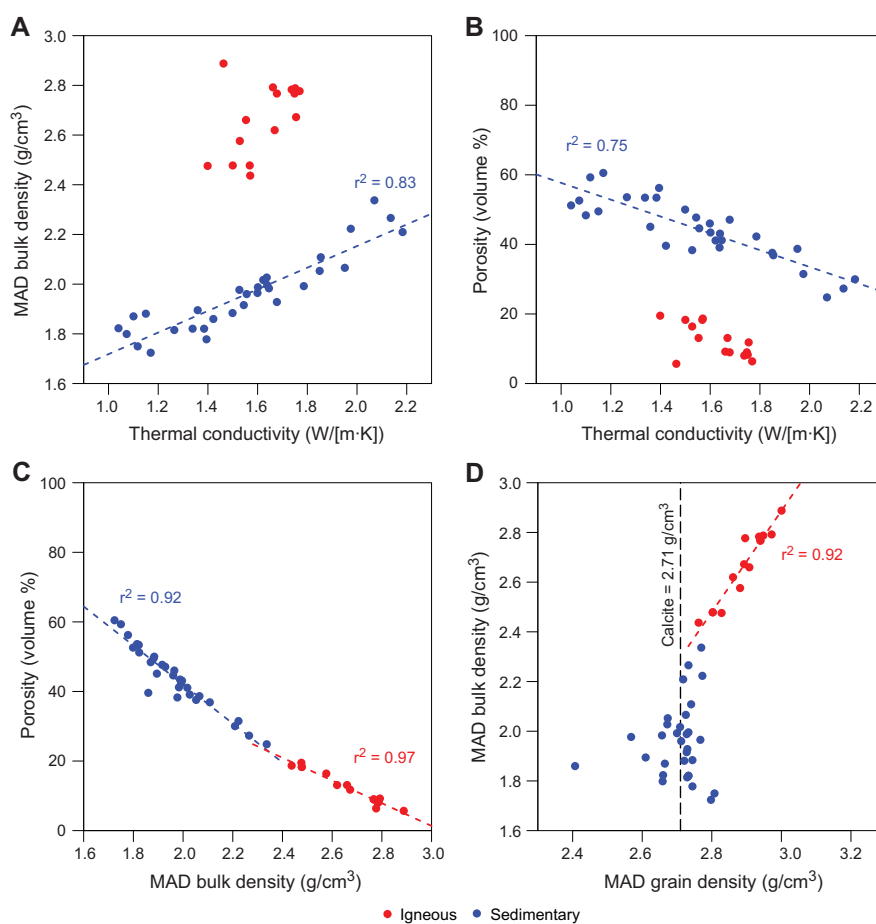 A
3.0
2.8
2.6
2.4
2.2
2.0
1.8
1.6
MAD bulk density (g/cm³)
r² = 0.83
1.0 1.2 1.4 1.6 1.8 2.0 2.2
Thermal conductivity (W/[m·K])
B
100
80
60
40
20
0
Porosity (volume %)
r² = 0.75
1.0 1.2 1.4 1.6 1.8 2.0 2.2
Thermal conductivity (W/[m·K])
C
100
80
60
40
20
0
Porosity (volume %)
r² = 0.92
r² = 0.97
1.6 1.8 2.0 2.2 2.4 2.6 2.8 3.0
MAD bulk density (g/cm³)
D
3.0
2.8
2.6
2.4
2.2
2.0
1.8
1.6
MAD bulk density (g/cm³)
Calcite = 2.71 g/cm³
r² = 0.92
2.4 2.6 2.8 3.0 3.2
MAD grain density (g/cm³)
Igneous Sedimentary